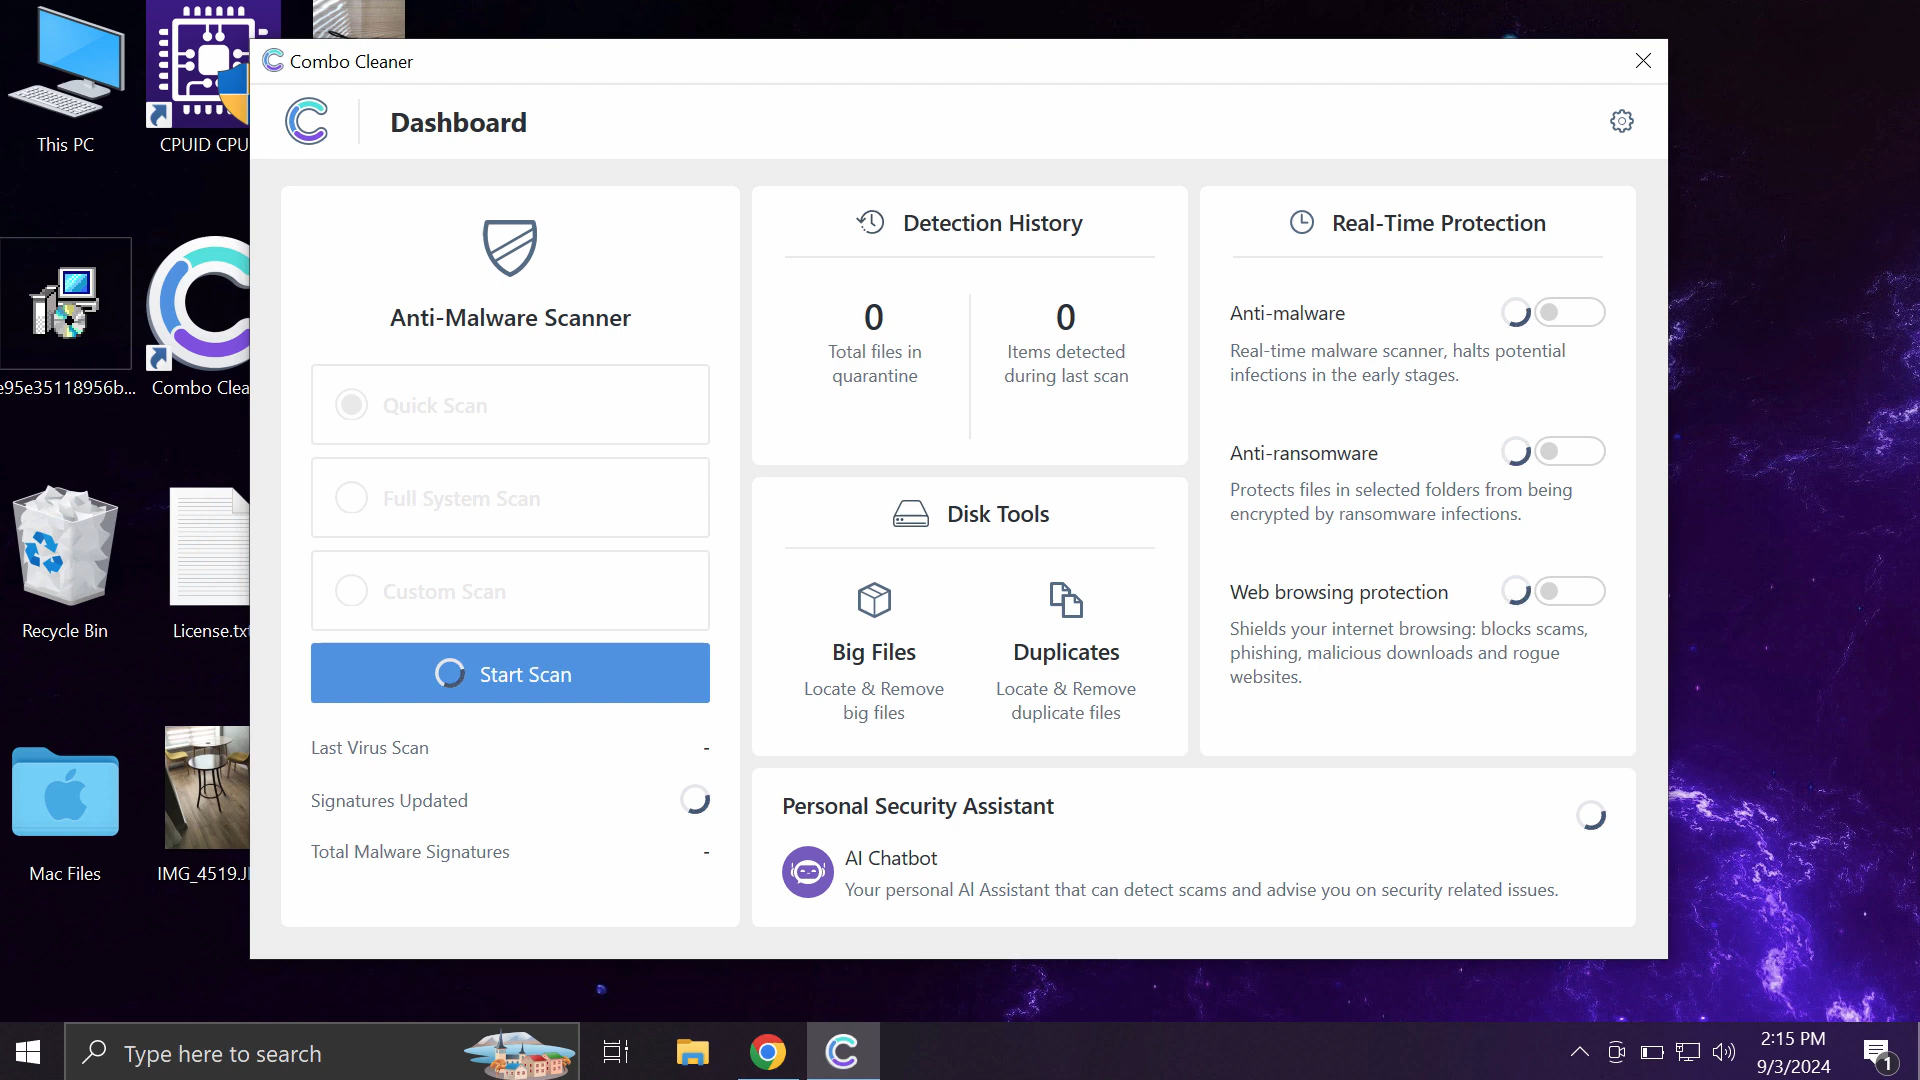 This PC
CPUID CPU
e95e35118956b...
Combo Clea
Recycle Bin
License.txt
Mac Files
IMG_4519.J
Combo Cleaner
Dashboard
Anti-Malware Scanner
Quick Scan
Full System Scan
Custom Scan
Start Scan
Last Virus Scan -
Signatures Updated
Total Malware Signatures -
Detection History
0
Total files in
quarantine
0
Items detected
during last scan
Disk Tools
Big Files
Locate & Remove
big files
Duplicates
Locate & Remove
duplicate files
Real-Time Protection
Anti-malware
Real-time malware scanner, halts potential
infections in the early stages.
Anti-ransomware
Protects files in selected folders from being
encrypted by ransomware infections.
Web browsing protection
Shields your internet browsing: blocks scams,
phishing, malicious downloads and rogue
websites.
Personal Security Assistant
AI Chatbot
Your personal AI Assistant that can detect scams and advise you on security related issues.
Type here to search
2:15 PM
9/3/2024
1